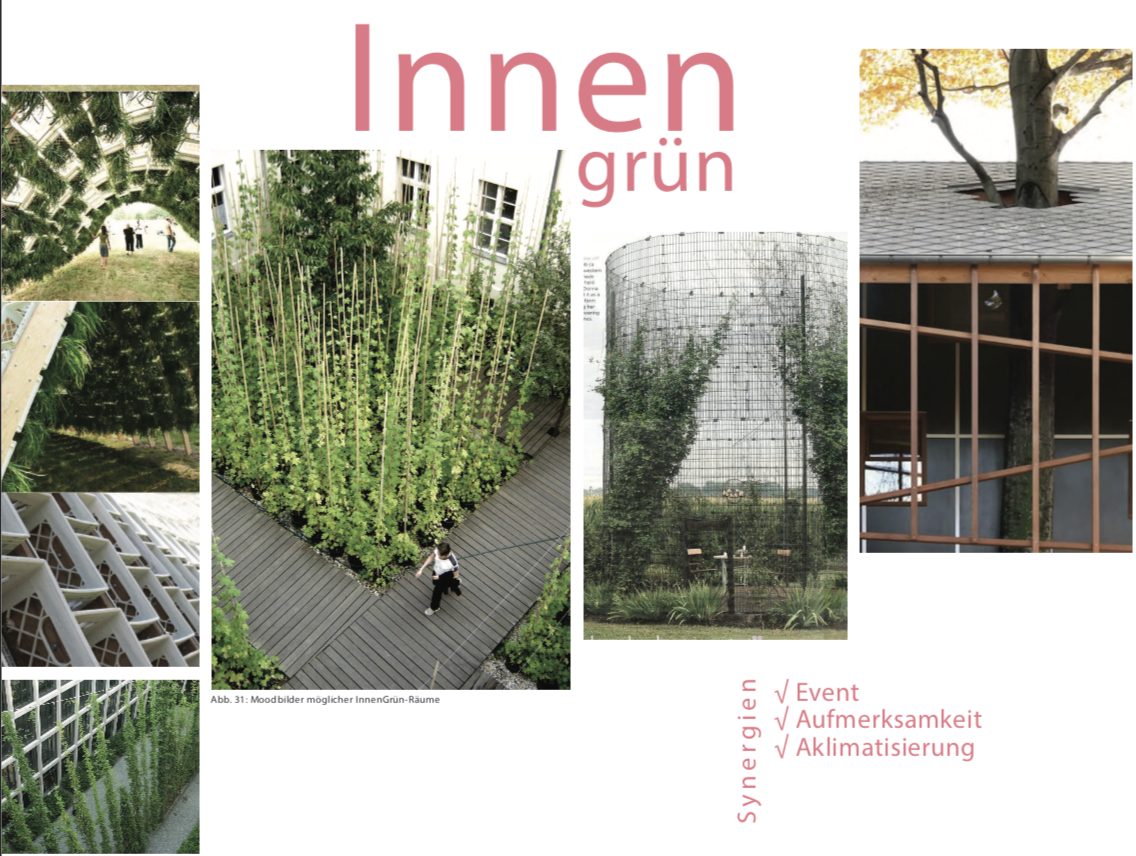 Innen
grün
Abb. 31: Moodbilder möglicher InnenGrün-Räume
Synergien
√ Event
√ Aufmerksamkeit
√ Aklimatisierung